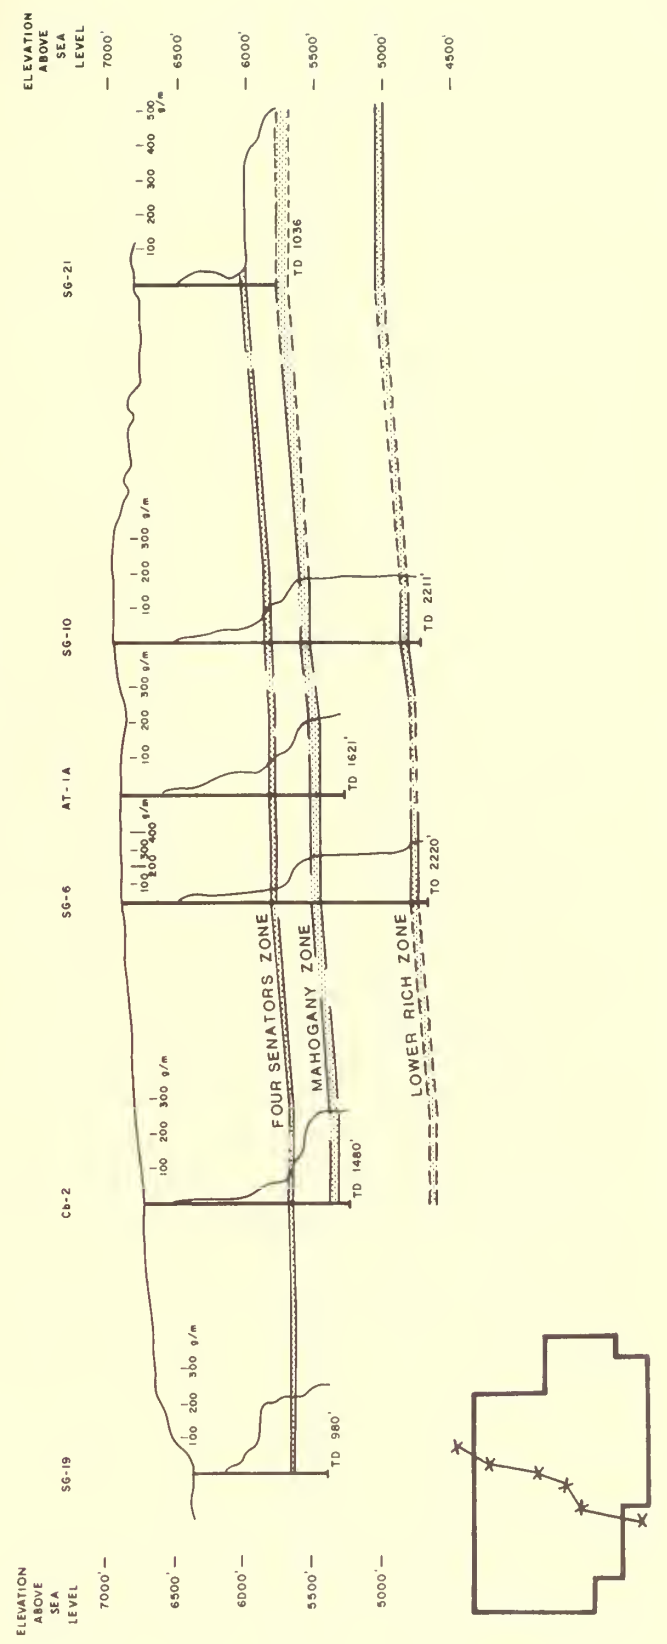 ELEVATION
ABOVE
SEA
LEVEL
7000'
6500'
6000'
5500'
5000'
SG-19
100 200 300 g/m
TD 980'
Cb-2
100 200 300 g/m
TD 1480'
FOUR SENATORS ZONE
MAHOGANY ZONE
LOWER RICH ZONE
SG-6
100 300 g/m
200 400
TD 2220'
AT-1A
100 200 300 g/m
TD 1621'
SG-10
100 200 300 g/m
TD 2211'
SG-21
100 200 300 400 500
g/m
TD 1036
ELEVATION
ABOVE
SEA
LEVEL
7000'
6500'
6000'
5500'
5000'
4500'